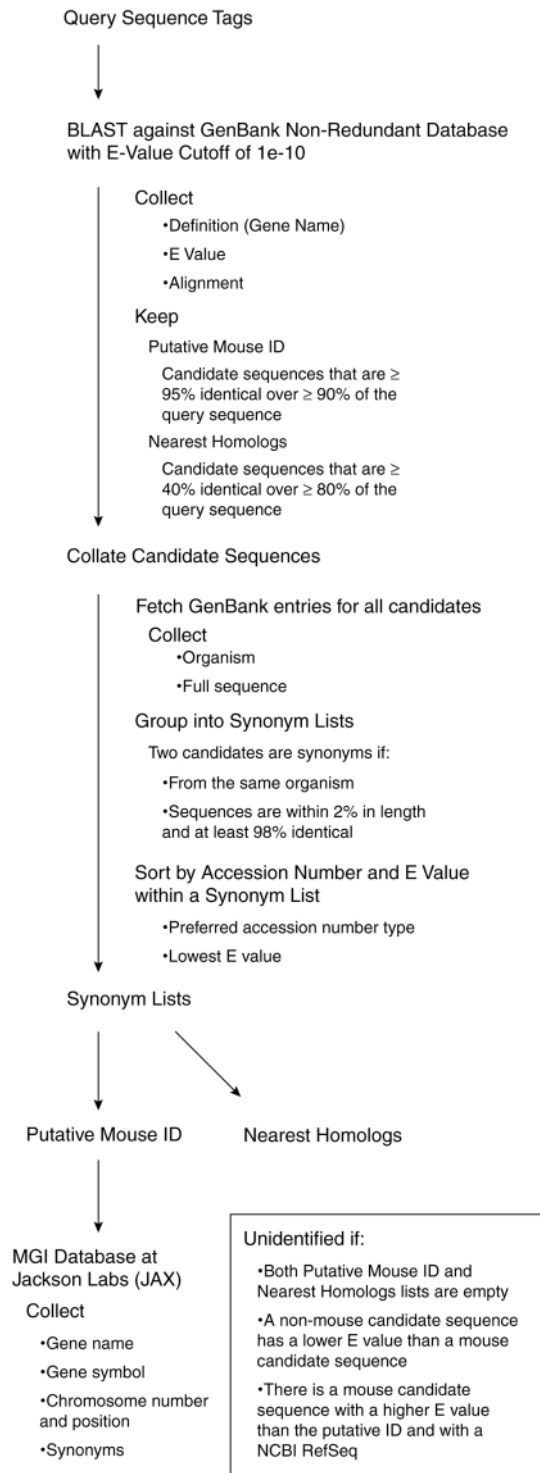 Query Sequence Tags
BLAST against GenBank Non-Redundant Database
with E-Value Cutoff of 1e-10
Collect
•Definition (Gene Name)
•E Value
•Alignment
Keep
Putative Mouse ID
Candidate sequences that are ≥
95% identical over ≥ 90% of the
query sequence
Nearest Homologs
Candidate sequences that are ≥
40% identical over ≥ 80% of the
query sequence
Collate Candidate Sequences
Fetch GenBank entries for all candidates
Collect
•Organism
•Full sequence
Group into Synonym Lists
Two candidates are synonyms if:
•From the same organism
•Sequences are within 2% in length
and at least 98% identical
Sort by Accession Number and E Value
within a Synonym List
•Preferred accession number type
•Lowest E value
Synonym Lists
Putative Mouse ID
Nearest Homologs
MGI Database at
Jackson Labs (JAX)
Collect
•Gene name
•Gene symbol
•Chromosome number
and position
•Synonyms
Unidentified if:
•Both Putative Mouse ID and
Nearest Homologs lists are empty
•A non-mouse candidate sequence
has a lower E value than a mouse
candidate sequence
•There is a mouse candidate
sequence with a higher E value
than the putative ID and with a
NCBI RefSeq